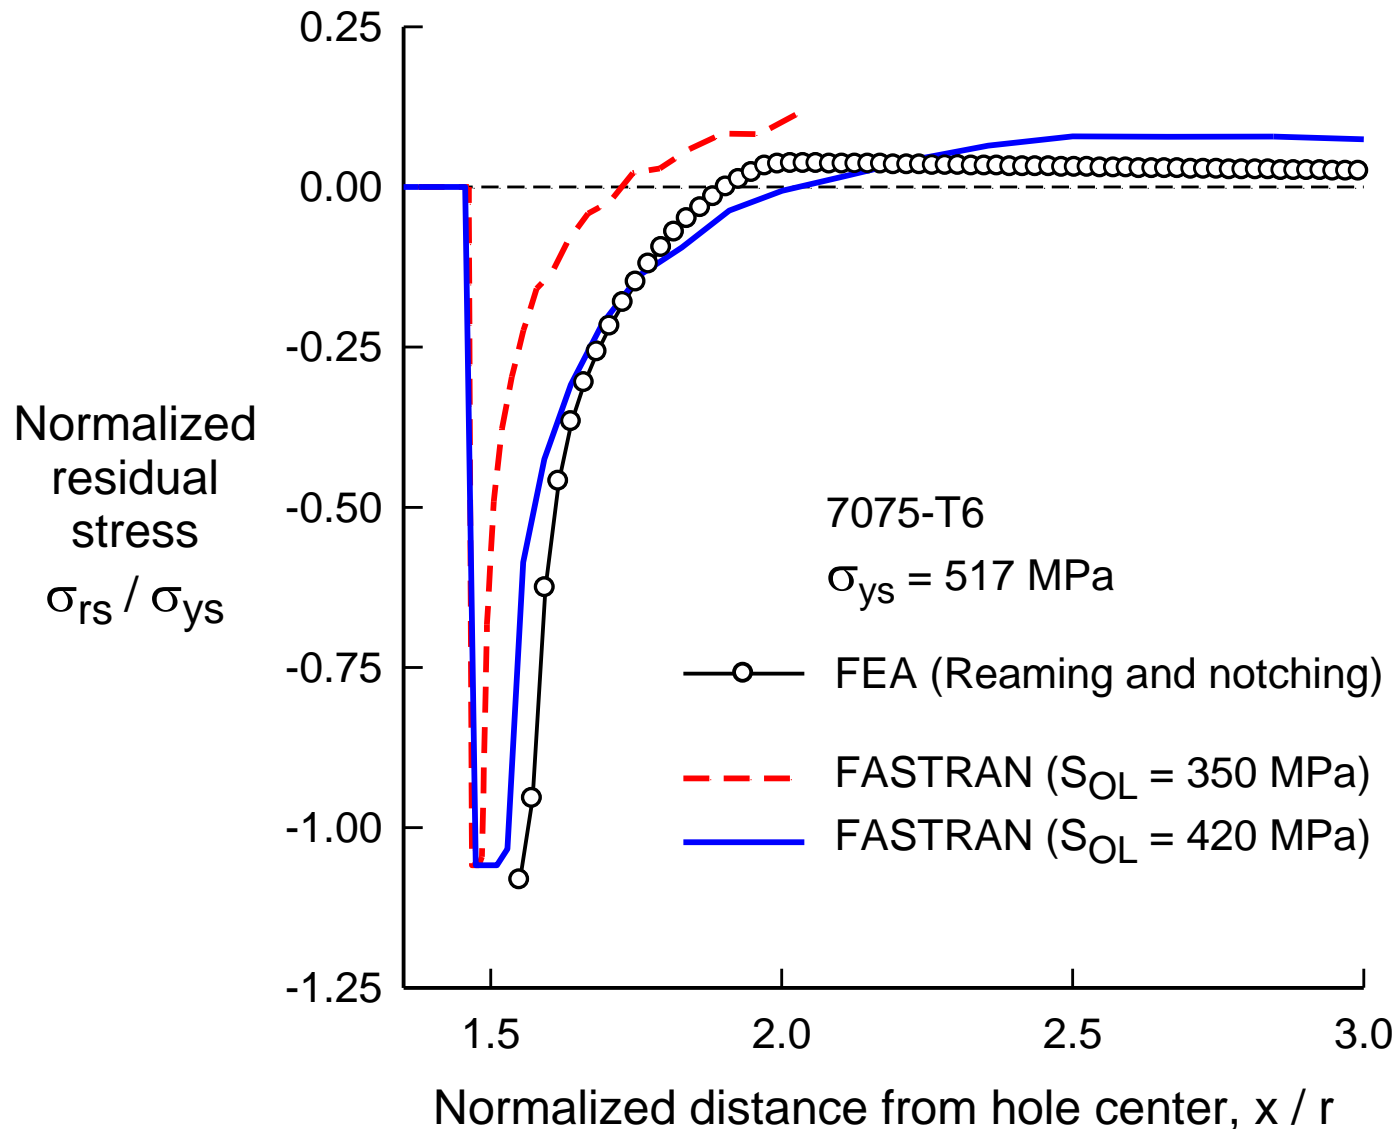 0.25
0.00
-0.25
-0.50
-0.75
-1.00
-1.25
Normalized
residual
stress
σrs / σys
7075-T6
σys = 517 MPa
FEA (Reaming and notching)
FASTRAN (SOL = 350 MPa)
FASTRAN (SOL = 420 MPa)
1.5 2.0 2.5 3.0
Normalized distance from hole center, x / r